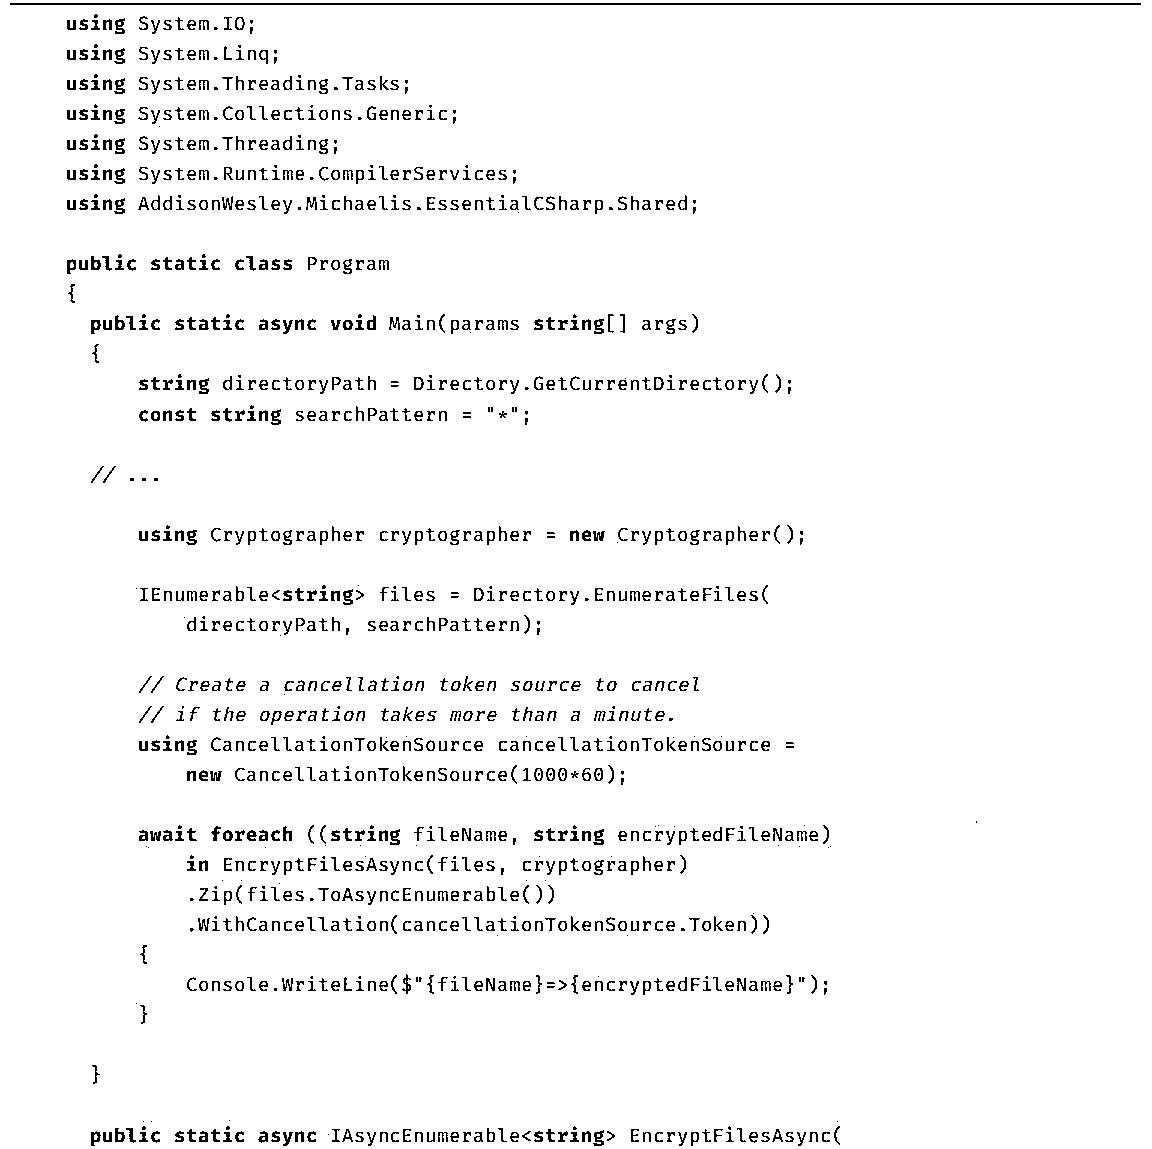 using System.IO;
using System.Linq;
using System.Threading.Tasks;
using System.Collections.Generic;
using System.Threading;
using System.Runtime.CompilerServices;
using AddisonWesley.Michaelis.EssentialCSharp.Shared;

public static class Program
{
  public static async void Main(params string[] args)
  {
      string directoryPath = Directory.GetCurrentDirectory();
      const string searchPattern = "*";

  // ...

      using Cryptographer cryptographer = new Cryptographer();

      IEnumerable<string> files = Directory.EnumerateFiles(
          directoryPath, searchPattern);

      // Create a cancellation token source to cancel
      // if the operation takes more than a minute.
      using CancellationTokenSource cancellationTokenSource =
          new CancellationTokenSource(1000*60);

      await foreach ((string fileName, string encryptedFileName)
          in EncryptFilesAsync(files, cryptographer)
          .Zip(files.ToAsyncEnumerable())
          .WithCancellation(cancellationTokenSource.Token))
      {
          Console.WriteLine($"{fileName}=>{encryptedFileName}");
      }

  }

  public static async IAsyncEnumerable<string> EncryptFilesAsync(